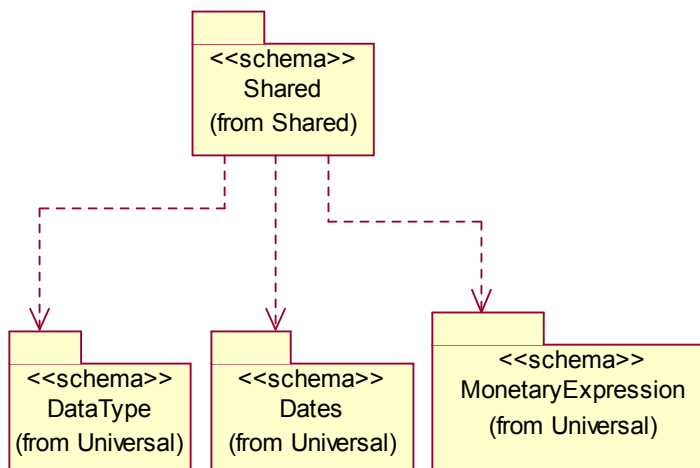 <<schema>>
Shared
(from Shared)
<<schema>>
DataType
(from Universal)
<<schema>>
Dates
(from Universal)
<<schema>>
MonetaryExpression
(from Universal)